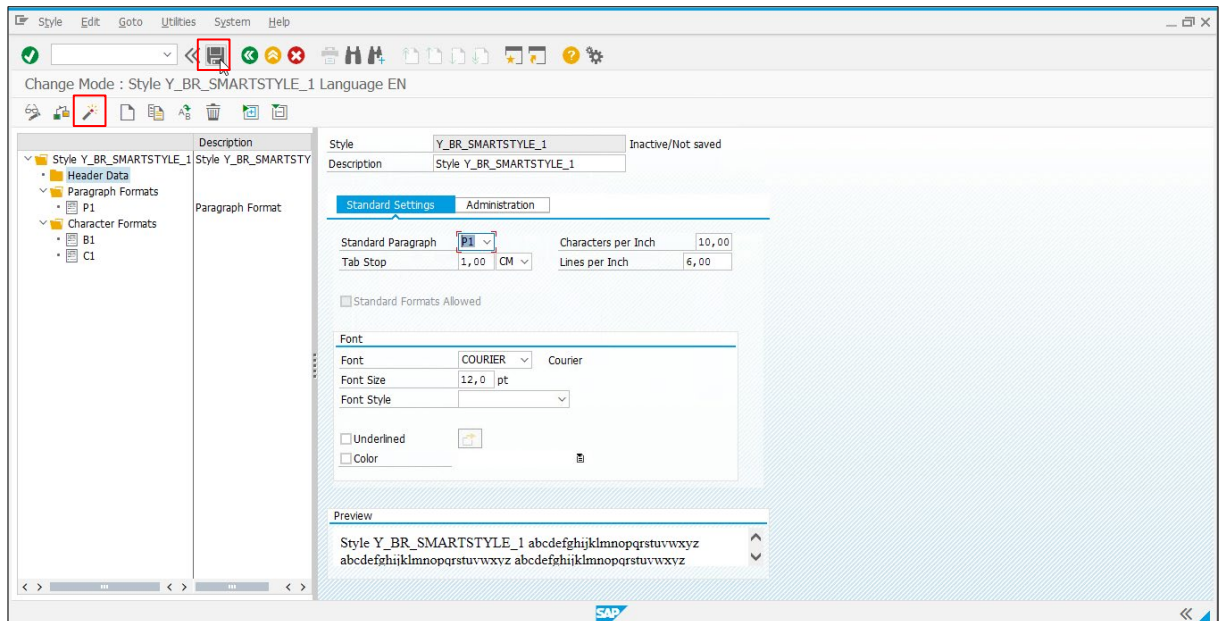 Style Edit Goto Utilities System Help
Change Mode : Style Y_BR_SMARTSTYLE_1 Language EN
Description
Style Y_BR_SMARTSTYLE_1 Style Y_BR_SMARTSTY
Header Data
Paragraph Formats
P1 Paragraph Format
Character Formats
B1
C1
Style Y_BR_SMARTSTYLE_1 Inactive/Not saved
Description Style Y_BR_SMARTSTYLE_1
Standard Settings Administration
Standard Paragraph P1 Characters per Inch 10,00
Tab Stop 1,00 CM Lines per Inch 6,00
Standard Formats Allowed
Font
Font COURIER Courier
Font Size 12,0 pt
Font Style
Underlined
Color
Preview
Style Y_BR_SMARTSTYLE_1 abcdefghijklmnopqrstuvwxyz
abcdefghijklmnopqrstuvwxyz abcdefghijklmnopqrstuvwxyz
SAP